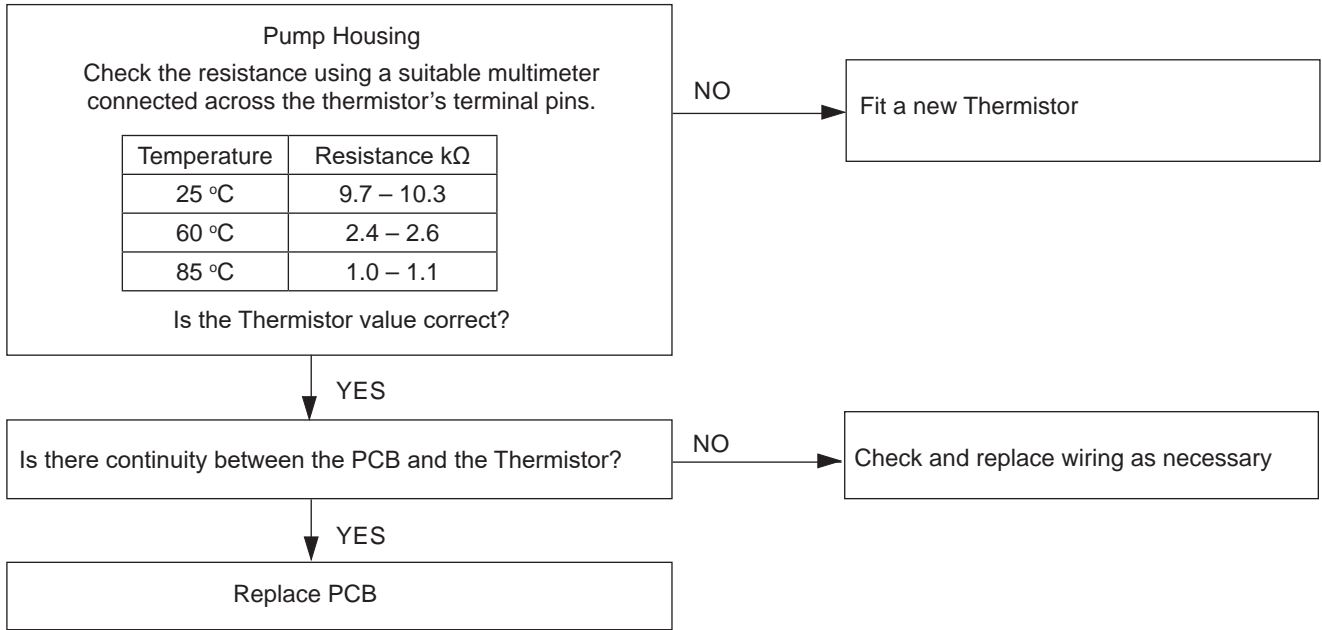 Pump Housing
Check the resistance using a suitable multimeter
connected across the thermistor’s terminal pins.
NO
Fit a new Thermistor
Temperature Resistance kΩ
25 °C 9.7 – 10.3
60 °C 2.4 – 2.6
85 °C 1.0 – 1.1
Is the Thermistor value correct?
YES
Is there continuity between the PCB and the Thermistor?
NO
Check and replace wiring as necessary
YES
Replace PCB